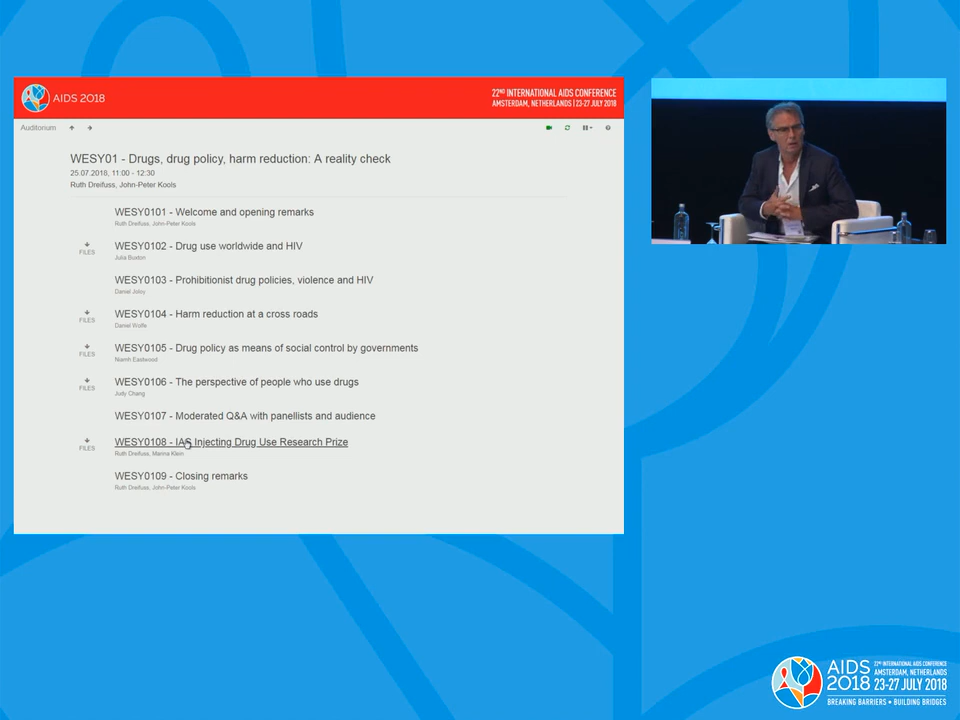 AIDS 2018
22ND INTERNATIONAL AIDS CONFERENCE
AMSTERDAM, NETHERLANDS | 23-27 JULY 2018
Auditorium
WESY01 - Drugs, drug policy, harm reduction: A reality check
25.07.2018, 11:00 - 12:30
Ruth Dreifuss, John-Peter Kools
WESY0101 - Welcome and opening remarks
Ruth Dreifuss, John-Peter Kools
FILES
WESY0102 - Drug use worldwide and HIV
Julia Buxton
WESY0103 - Prohibitionist drug policies, violence and HIV
Daniel Joloy
FILES
WESY0104 - Harm reduction at a cross roads
Daniel Wolfe
FILES
WESY0105 - Drug policy as means of social control by governments
Niamh Eastwood
FILES
WESY0106 - The perspective of people who use drugs
Judy Chang
WESY0107 - Moderated Q&A with panellists and audience
FILES
WESY0108 - IAS Injecting Drug Use Research Prize
Ruth Dreifuss, Marina Klein
WESY0109 - Closing remarks
Ruth Dreifuss, John-Peter Kools
AIDS 2018
22ND INTERNATIONAL AIDS CONFERENCE
AMSTERDAM, NETHERLANDS
23-27 JULY 2018
BREAKING BARRIERS • BUILDING BRIDGES